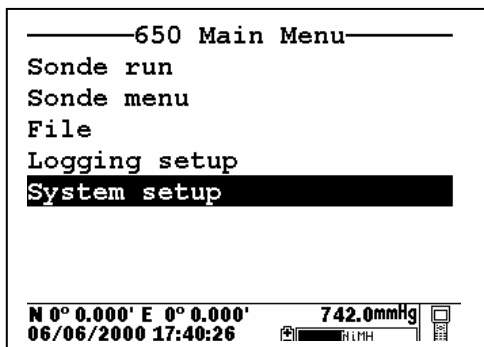 650 Main Menu
Sonde run
Sonde menu
File
Logging setup
System setup
N 0° 0.000' E 0° 0.000' 742.0mmHg
06/06/2000 17:40:26 NiMH